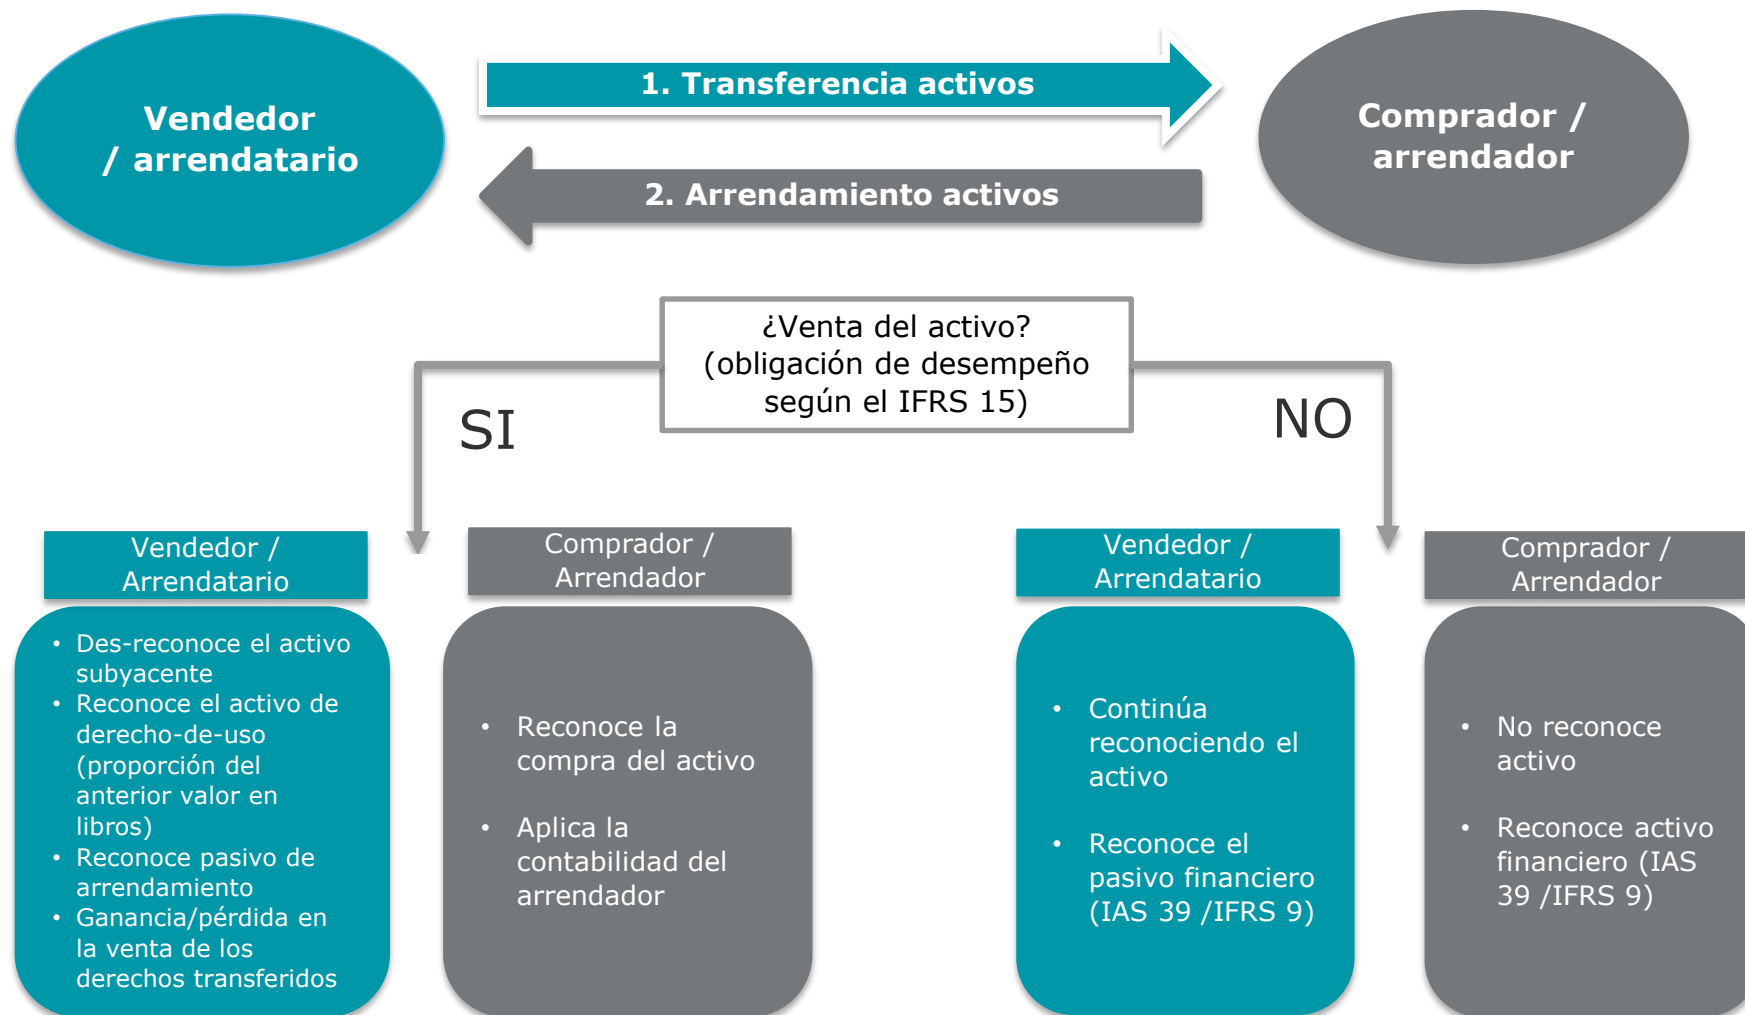 Vendedor
/ arrendatario
1. Transferencia activos
2. Arrendamiento activos
Comprador /
arrendador
¿Venta del activo?
(obligación de desempeño
según el IFRS 15)
SI
NO
Vendedor /
Arrendatario
• Des-reconoce el activo
subyacente
• Reconoce el activo de
derecho-de-uso
(proporción del
anterior valor en
libros)
• Reconoce pasivo de
arrendamiento
• Ganancia/pérdida en
la venta de los
derechos transferidos
Comprador /
Arrendador
• Reconoce la
compra del activo
• Aplica la
contabilidad del
arrendador
Vendedor /
Arrendatario
• Continúa
reconociendo el
activo
• Reconoce el
pasivo financiero
(IAS 39 /IFRS 9)
Comprador /
Arrendador
• No reconoce
activo
• Reconoce activo
financiero (IAS
39 /IFRS 9)